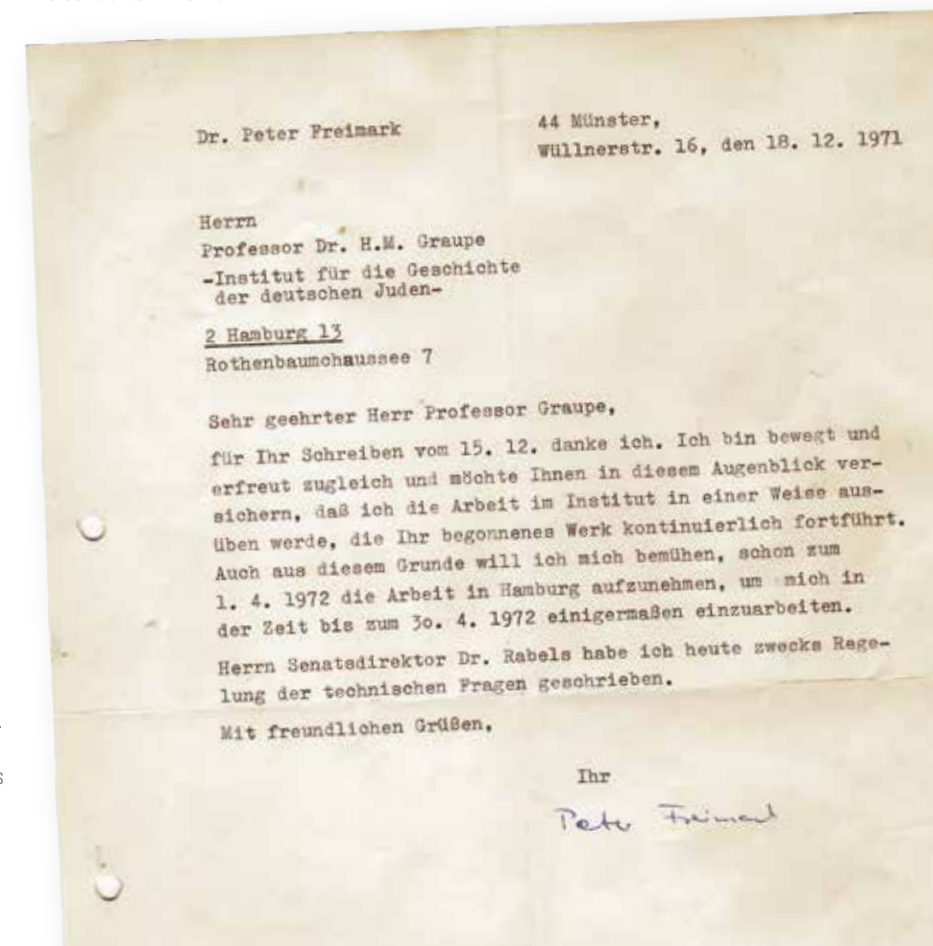 Dr. Peter Freimark
44 Münster,
Wüllnerstr. 16, den 18. 12. 1971
Herrn
Professor Dr. H.M. Graupe
-Institut für die Geschichte
der deutschen Juden-
2 Hamburg 13
Rothenbaumchaussee 7
Sehr geehrter Herr Professor Graupe,
für Ihr Schreiben vom 15. 12. danke ich. Ich bin bewegt und
erfreut zugleich und möchte Ihnen in diesem Augenblick ver-
sichern, daß ich die Arbeit im Institut in einer Weise aus-
üben werde, die Ihr begonnenes Werk kontinuierlich fortführt.
Auch aus diesem Grunde will ich mich bemühen, schon zum
1. 4. 1972 die Arbeit in Hamburg aufzunehmen, um mich in
der Zeit bis zum 3o. 4. 1972 einigermaßen einzuarbeiten.
Herrn Senatsdirektor Dr. Rabels habe ich heute zwecks Rege-
lung der technischen Fragen geschrieben.
Mit freundlichen Grüßen,
Ihr
Peter Freimark